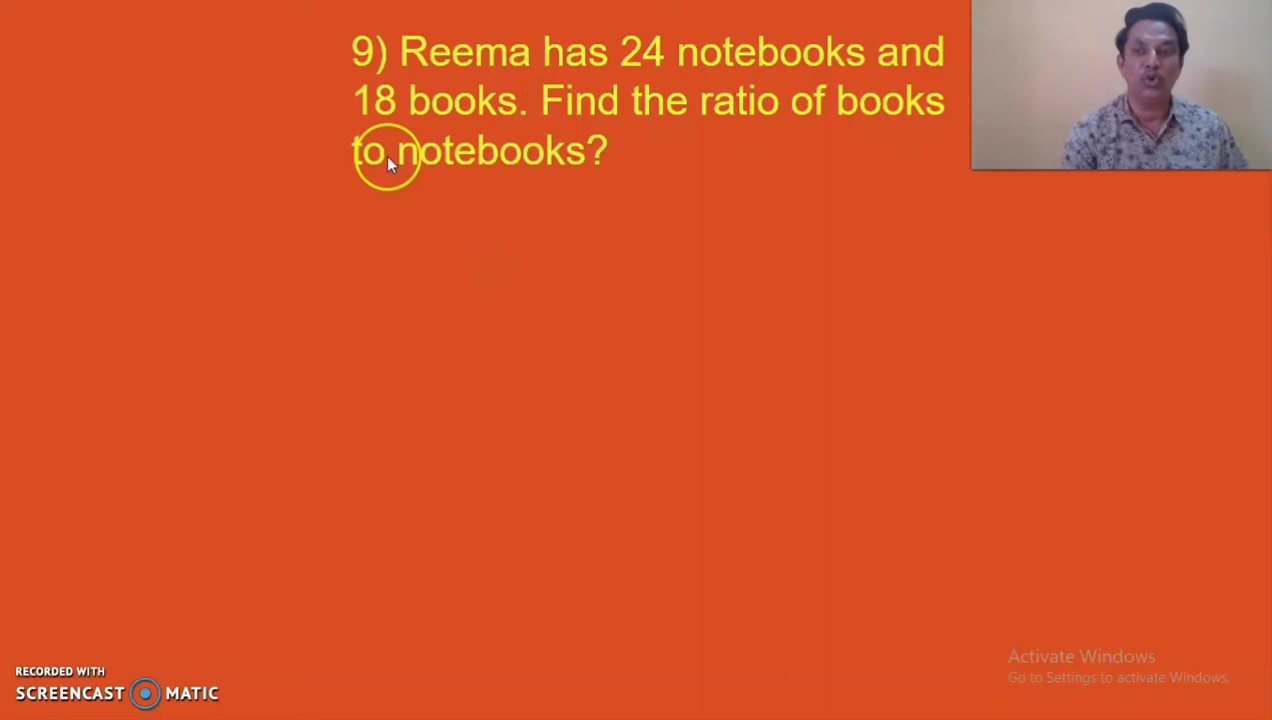 9) Reema has 24 notebooks and
18 books. Find the ratio of books
to notebooks?
RECORDED WITH
SCREENCAST MATIC
Activate Windows
Go to Settings to activate Windows.